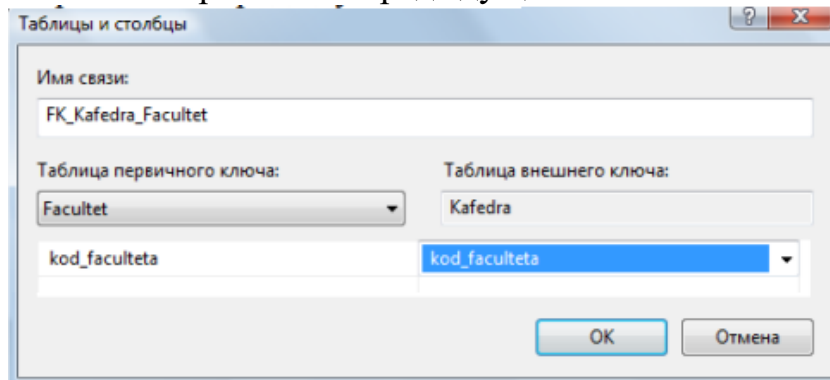 Таблицы и столбцы
Имя связи:
FK_Kafedra_Facultet
Таблица первичного ключа: Таблица внешнего ключа:
Facultet Kafedra
kod_faculteta kod_faculteta
OK Отмена